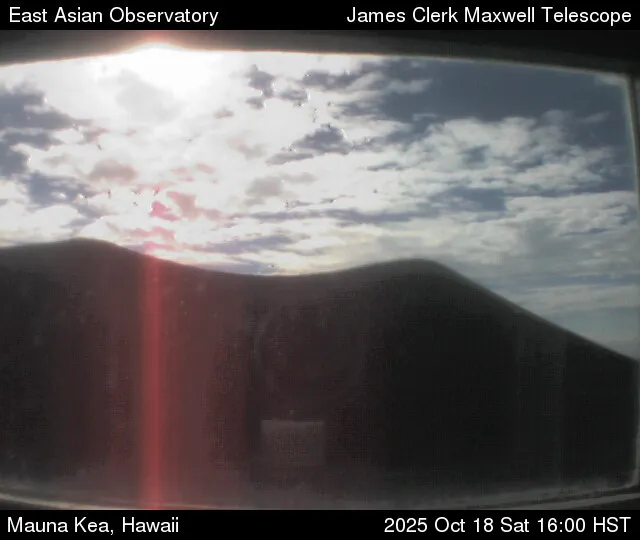 East Asian Observatory
James Clerk Maxwell Telescope
Mauna Kea, Hawaii
2025 Oct 18 Sat 16:00 HST